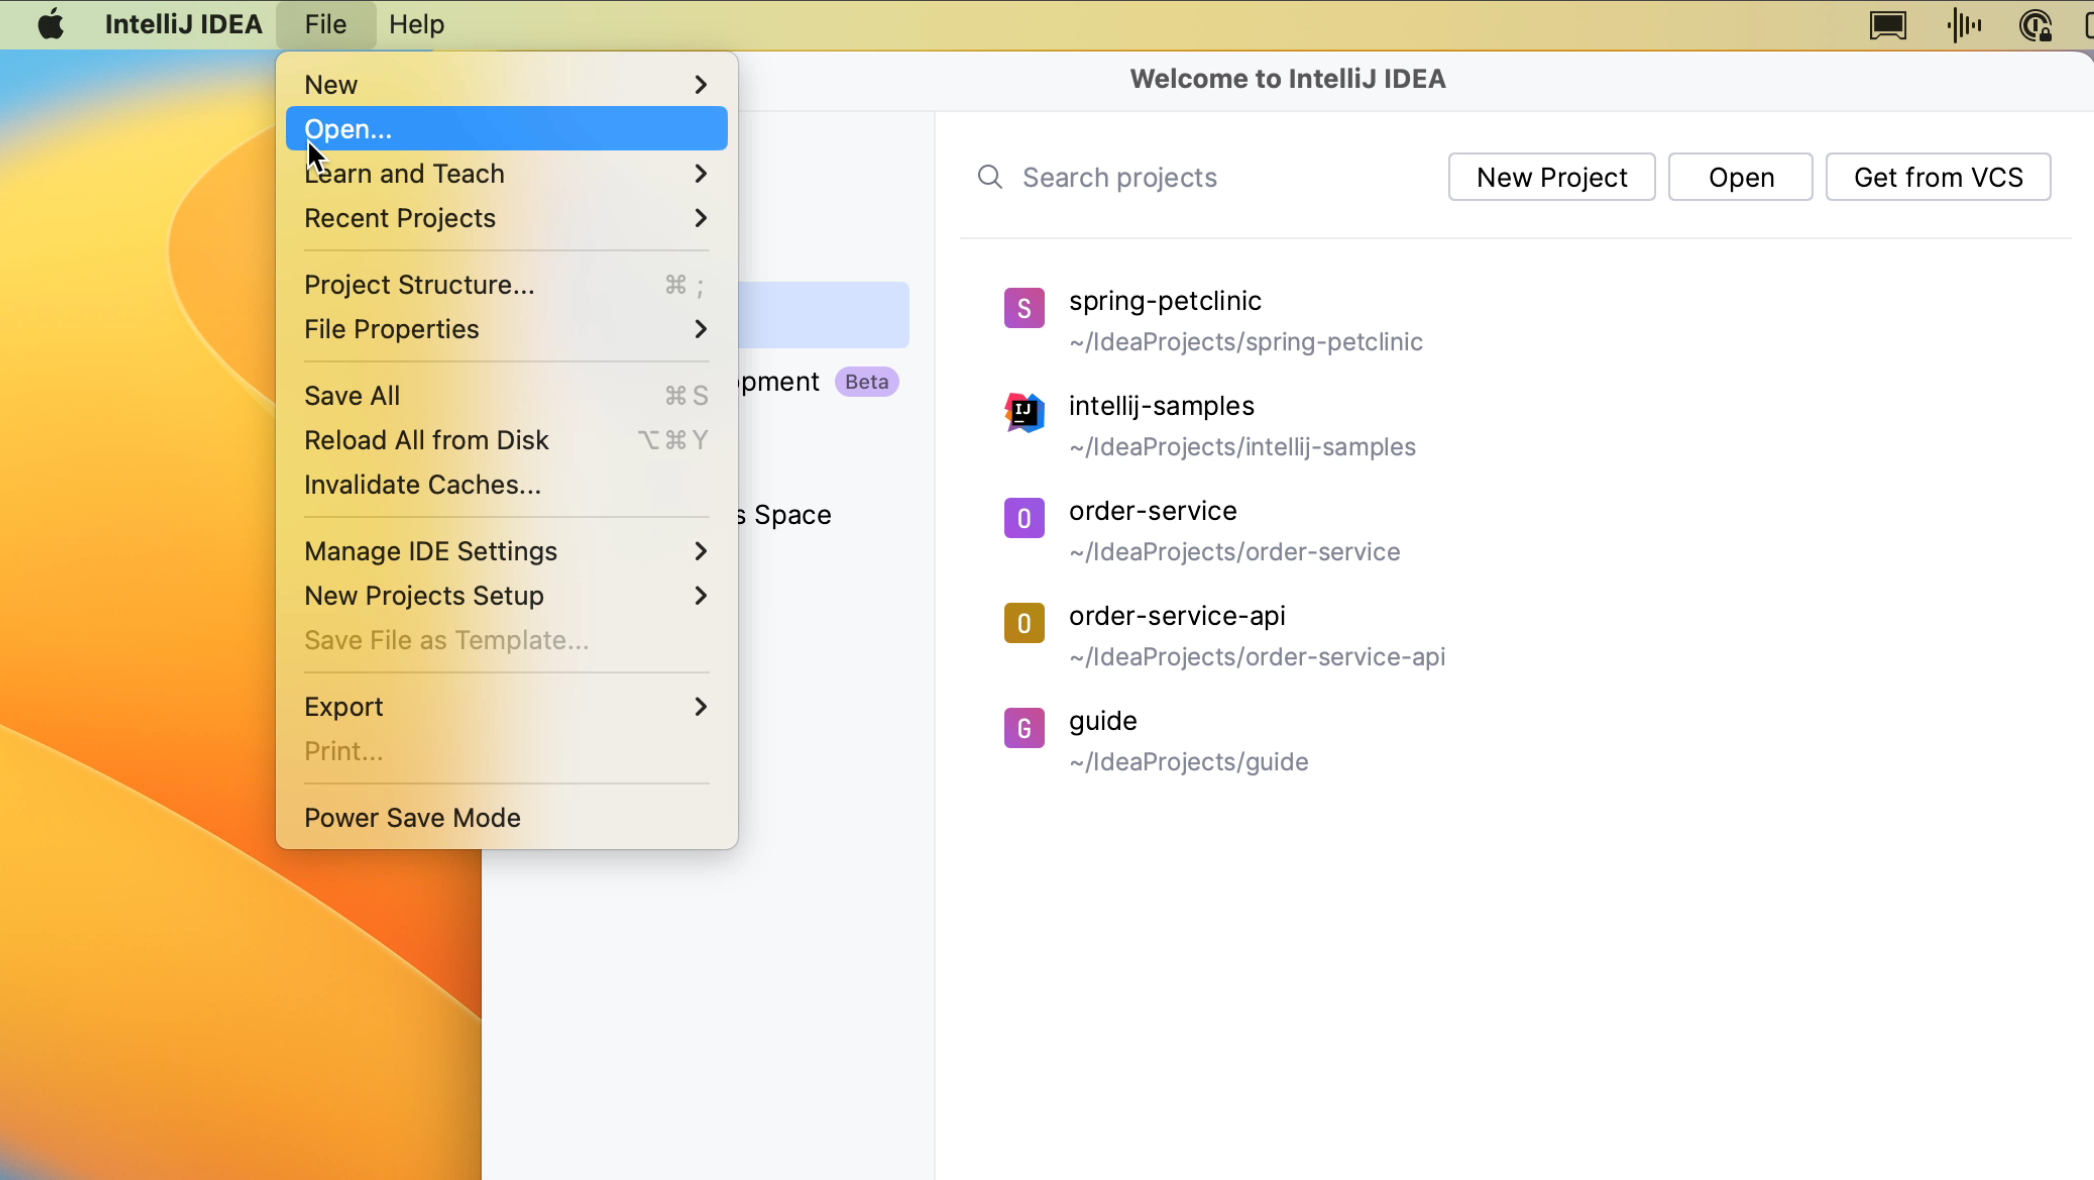 IntelliJ IDEA File Help
New
Open...
Learn and Teach
Recent Projects
Project Structure... ⌘ ;
File Properties
Save All ⌘ S
Reload All from Disk ⌥ ⌘ Y
Invalidate Caches...
Manage IDE Settings
New Projects Setup
Save File as Template...
Export
Print...
Power Save Mode
opment Beta
s Space
Welcome to IntelliJ IDEA
Search projects New Project Open Get from VCS
S spring-petclinic
~/IdeaProjects/spring-petclinic
IJ intellij-samples
~/IdeaProjects/intellij-samples
O order-service
~/IdeaProjects/order-service
O order-service-api
~/IdeaProjects/order-service-api
G guide
~/IdeaProjects/guide